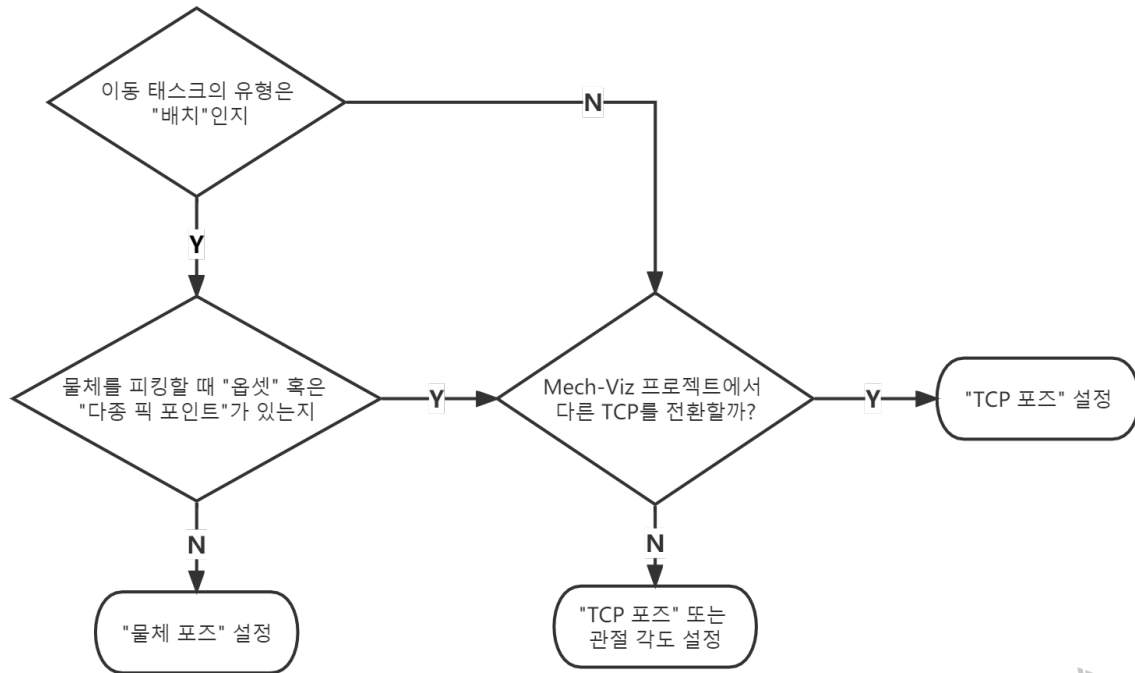 이동 태스크의 유형은
"배치"인지
N
Y
물체를 피킹할 때 "옵셋" 혹은
"다종 픽 포인트"가 있는지
Y
Mech-Viz 프로젝트에서
다른 TCP를 전환할까?
Y
"TCP 포즈" 설정
N
N
"물체 포즈" 설정
"TCP 포즈" 또는
관절 각도 설정